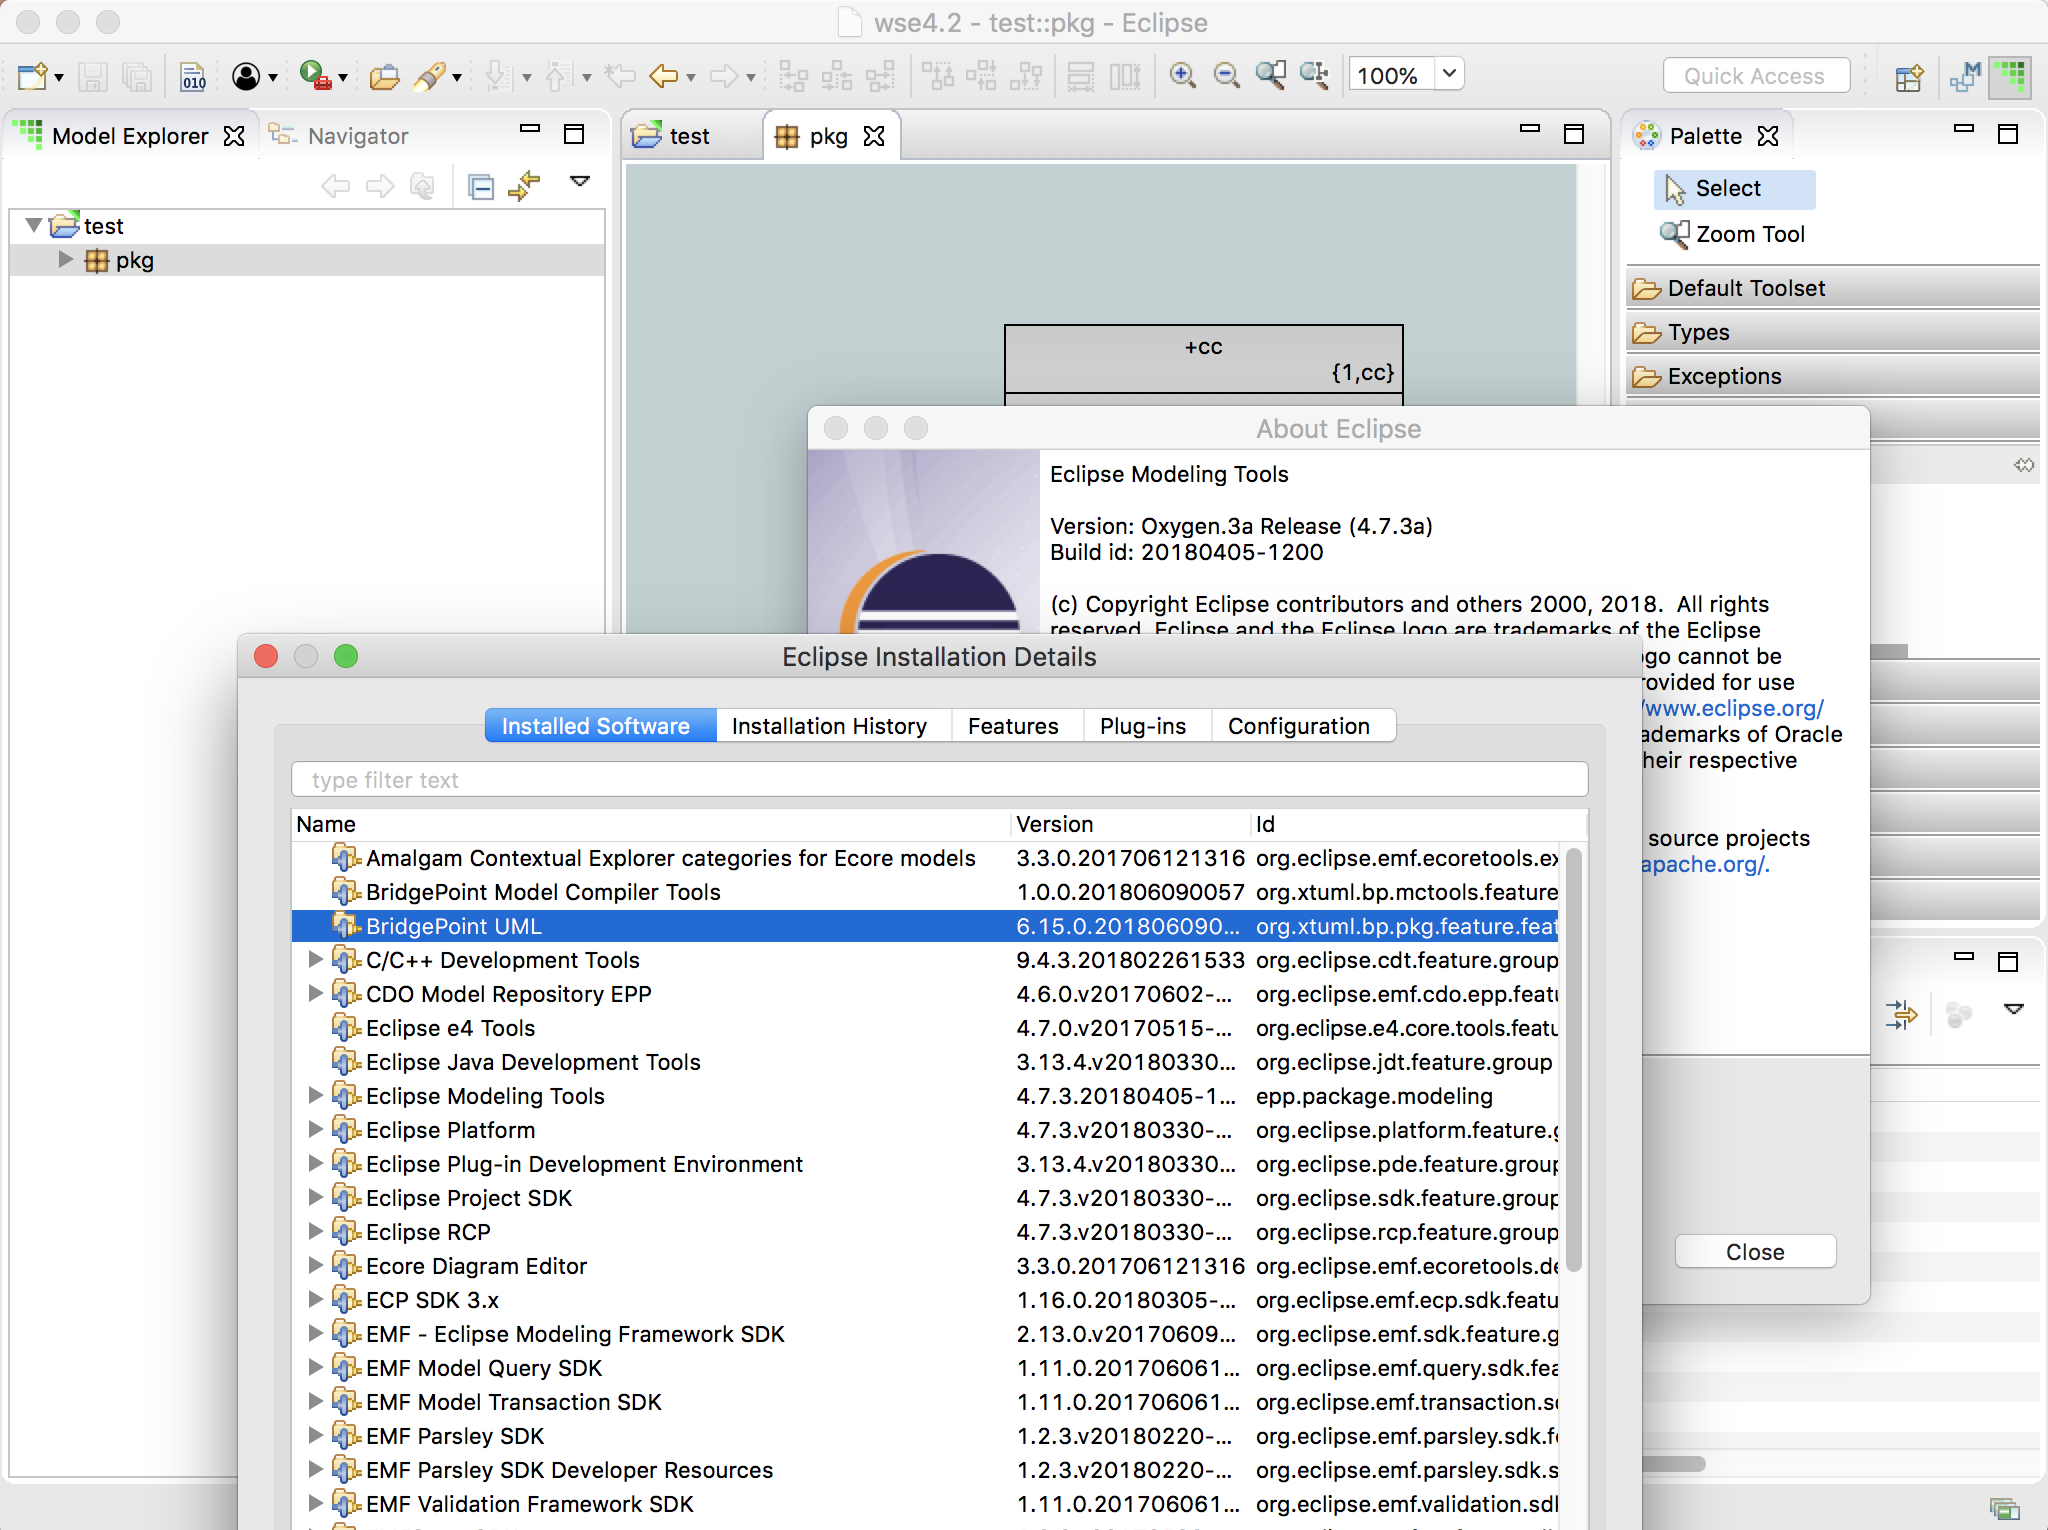 wse4.2 - test::pkg - Eclipse
010
100%
Quick Access
M
Model Explorer
Navigator
test
pkg
Palette
Select
Zoom Tool
Default Toolset
Types
Exceptions
test
pkg
+cc
{1,cc}
About Eclipse
Eclipse Modeling Tools
Version: Oxygen.3a Release (4.7.3a)
Build id: 20180405-1200
(c) Copyright Eclipse contributors and others 2000, 2018.  All rights
reserved. Eclipse and the Eclipse logo are trademarks of the Eclipse
ogo cannot be
rovided for use
/www.eclipse.org/
ademarks of Oracle
heir respective
source projects
apache.org/.
Close
Eclipse Installation Details
Installed Software
Installation History
Features
Plug-ins
Configuration
type filter text
Name Version Id
Amalgam Contextual Explorer categories for Ecore models 3.3.0.201706121316 org.eclipse.emf.ecoretools.ex
BridgePoint Model Compiler Tools 1.0.0.201806090057 org.xtuml.bp.mctools.feature
BridgePoint UML 6.15.0.201806090... org.xtuml.bp.pkg.feature.feat
C/C++ Development Tools 9.4.3.201802261533 org.eclipse.cdt.feature.group
CDO Model Repository EPP 4.6.0.v20170602-... org.eclipse.emf.cdo.epp.featu
Eclipse e4 Tools 4.7.0.v20170515-... org.eclipse.e4.core.tools.featu
Eclipse Java Development Tools 3.13.4.v20180330... org.eclipse.jdt.feature.group
Eclipse Modeling Tools 4.7.3.20180405-1... epp.package.modeling
Eclipse Platform 4.7.3.v20180330-... org.eclipse.platform.feature.g
Eclipse Plug-in Development Environment 3.13.4.v20180330... org.eclipse.pde.feature.group
Eclipse Project SDK 4.7.3.v20180330-... org.eclipse.sdk.feature.group
Eclipse RCP 4.7.3.v20180330-... org.eclipse.rcp.feature.group
Ecore Diagram Editor 3.3.0.201706121316 org.eclipse.emf.ecoretools.de
ECP SDK 3.x 1.16.0.20180305-... org.eclipse.emf.ecp.sdk.featu
EMF - Eclipse Modeling Framework SDK 2.13.0.v20170609... org.eclipse.emf.sdk.feature.g
EMF Model Query SDK 1.11.0.201706061... org.eclipse.emf.query.sdk.fea
EMF Model Transaction SDK 1.11.0.201706061... org.eclipse.emf.transaction.s
EMF Parsley SDK 1.2.3.v20180220-... org.eclipse.emf.parsley.sdk.f
EMF Parsley SDK Developer Resources 1.2.3.v20180220-... org.eclipse.emf.parsley.sdk.s
EMF Validation Framework SDK 1.11.0.201706061... org.eclipse.emf.validation.sd